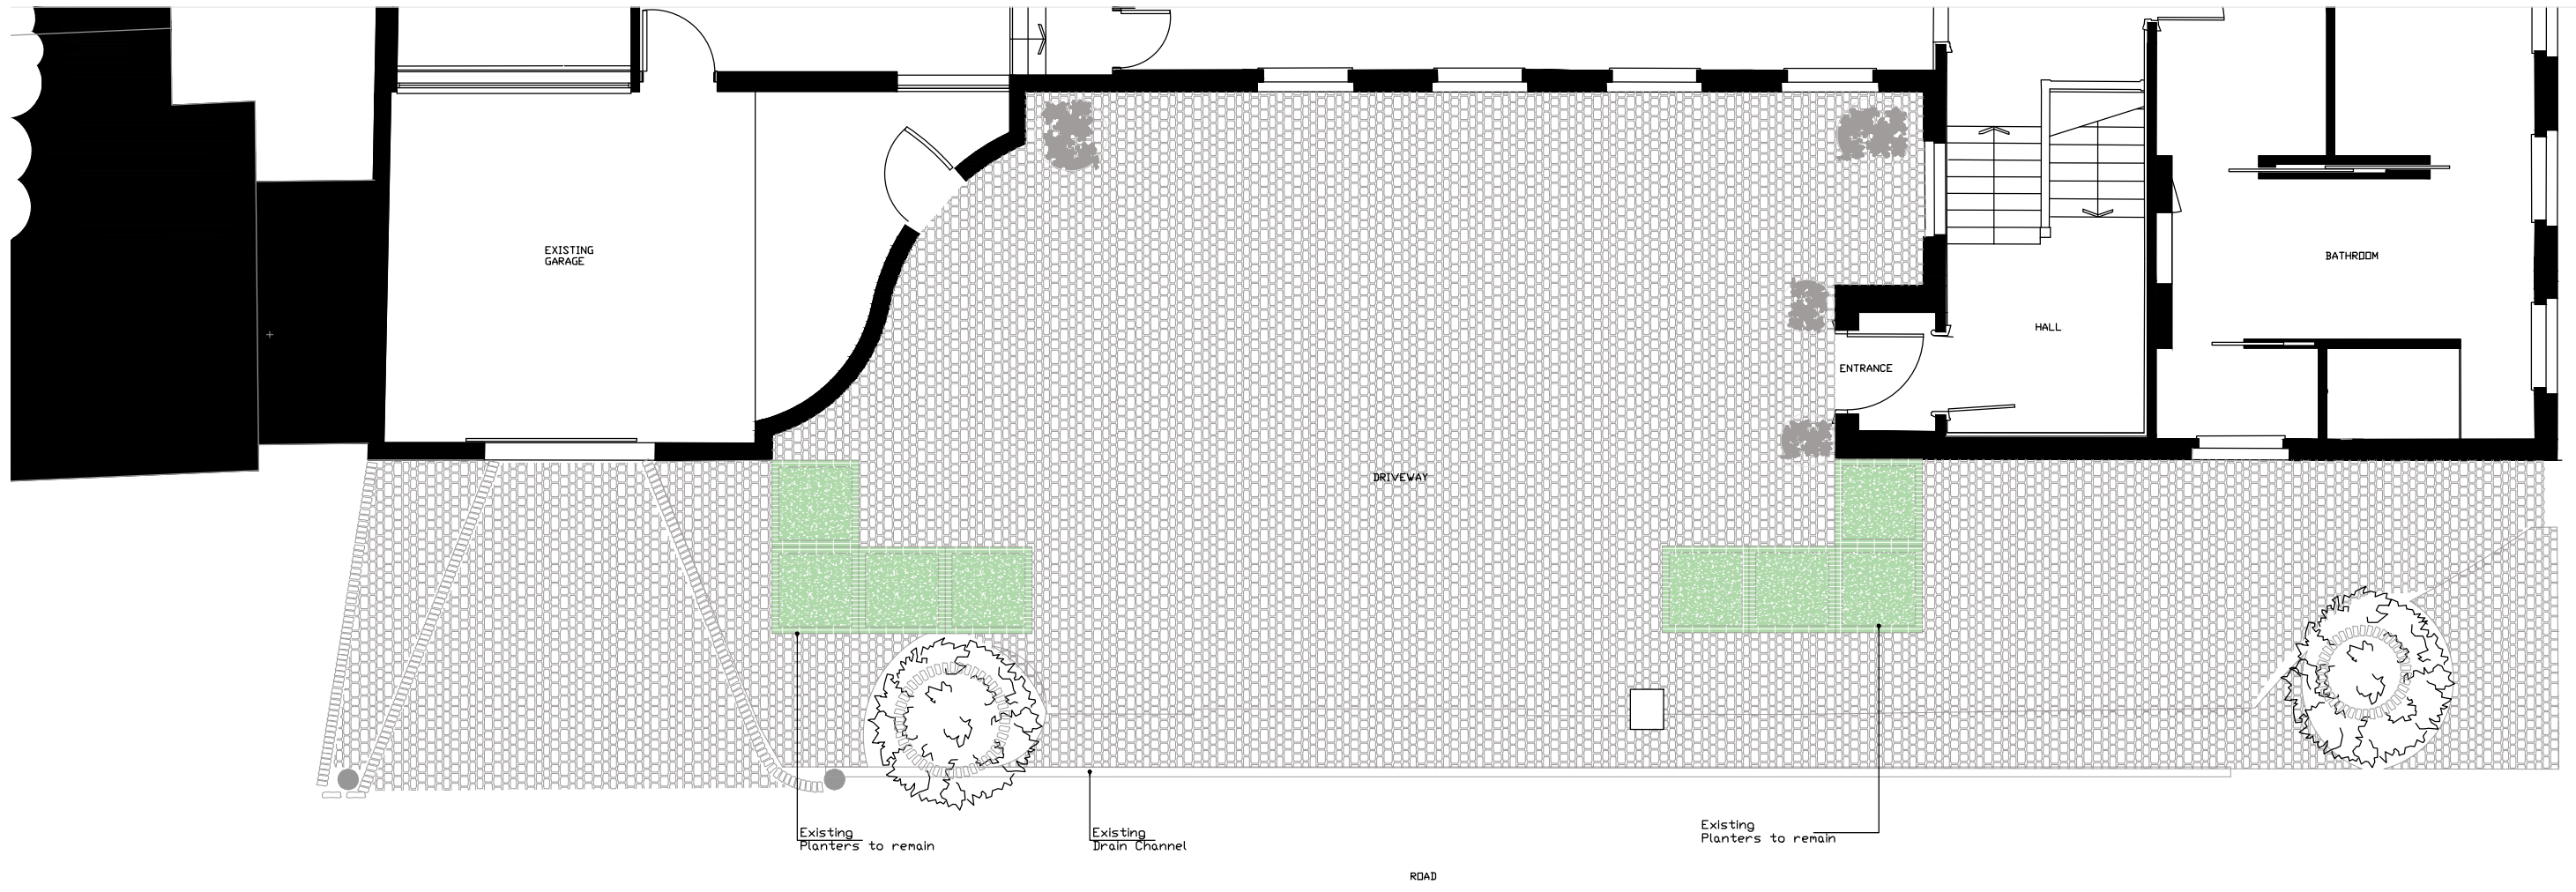 EXISTING
GARAGE
BATHROOM
HALL
ENTRANCE
DRIVEWAY
Existing
Planters to remain
Existing
Drain Channel
Existing
Planters to remain
ROAD